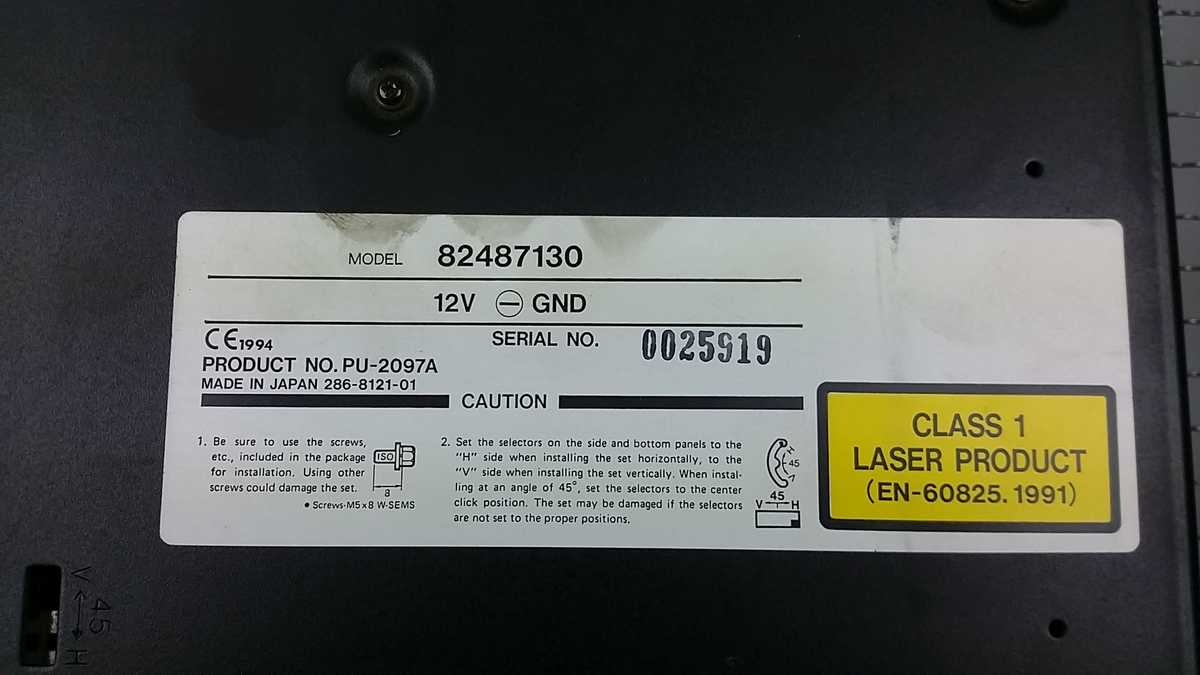 MODEL 82487130
12V ⊖ GND
CE1994 SERIAL NO. 0025919
PRODUCT NO. PU-2097A
MADE IN JAPAN 286-8121-01
CAUTION
1. Be sure to use the screws,
etc., included in the package
for installation. Using other
screws could damage the set.
ISO
8
● Screws-M5x8 W-SEMS
2. Set the selectors on the side and bottom panels to the
"H" side when installing the set horizontally, to the
"V" side when installing the set vertically. When instal-
ling at an angle of 45°, set the selectors to the center
click position. The set may be damaged if the selectors
are not set to the proper positions.
H
45
V
45
V H
CLASS 1
LASER PRODUCT
(EN-60825.1991)
V 45 H